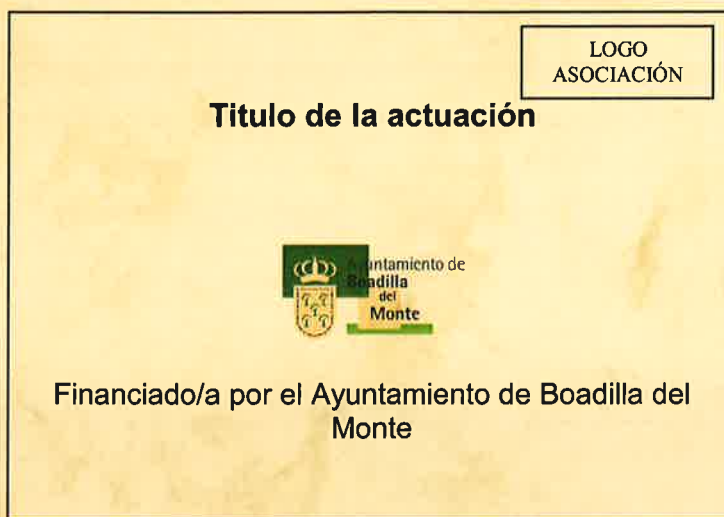 LOGO
ASOCIACIÓN
Titulo de la actuación
Ayuntamiento de
Boadilla
del
Monte
Financiado/a por el Ayuntamiento de Boadilla del
Monte